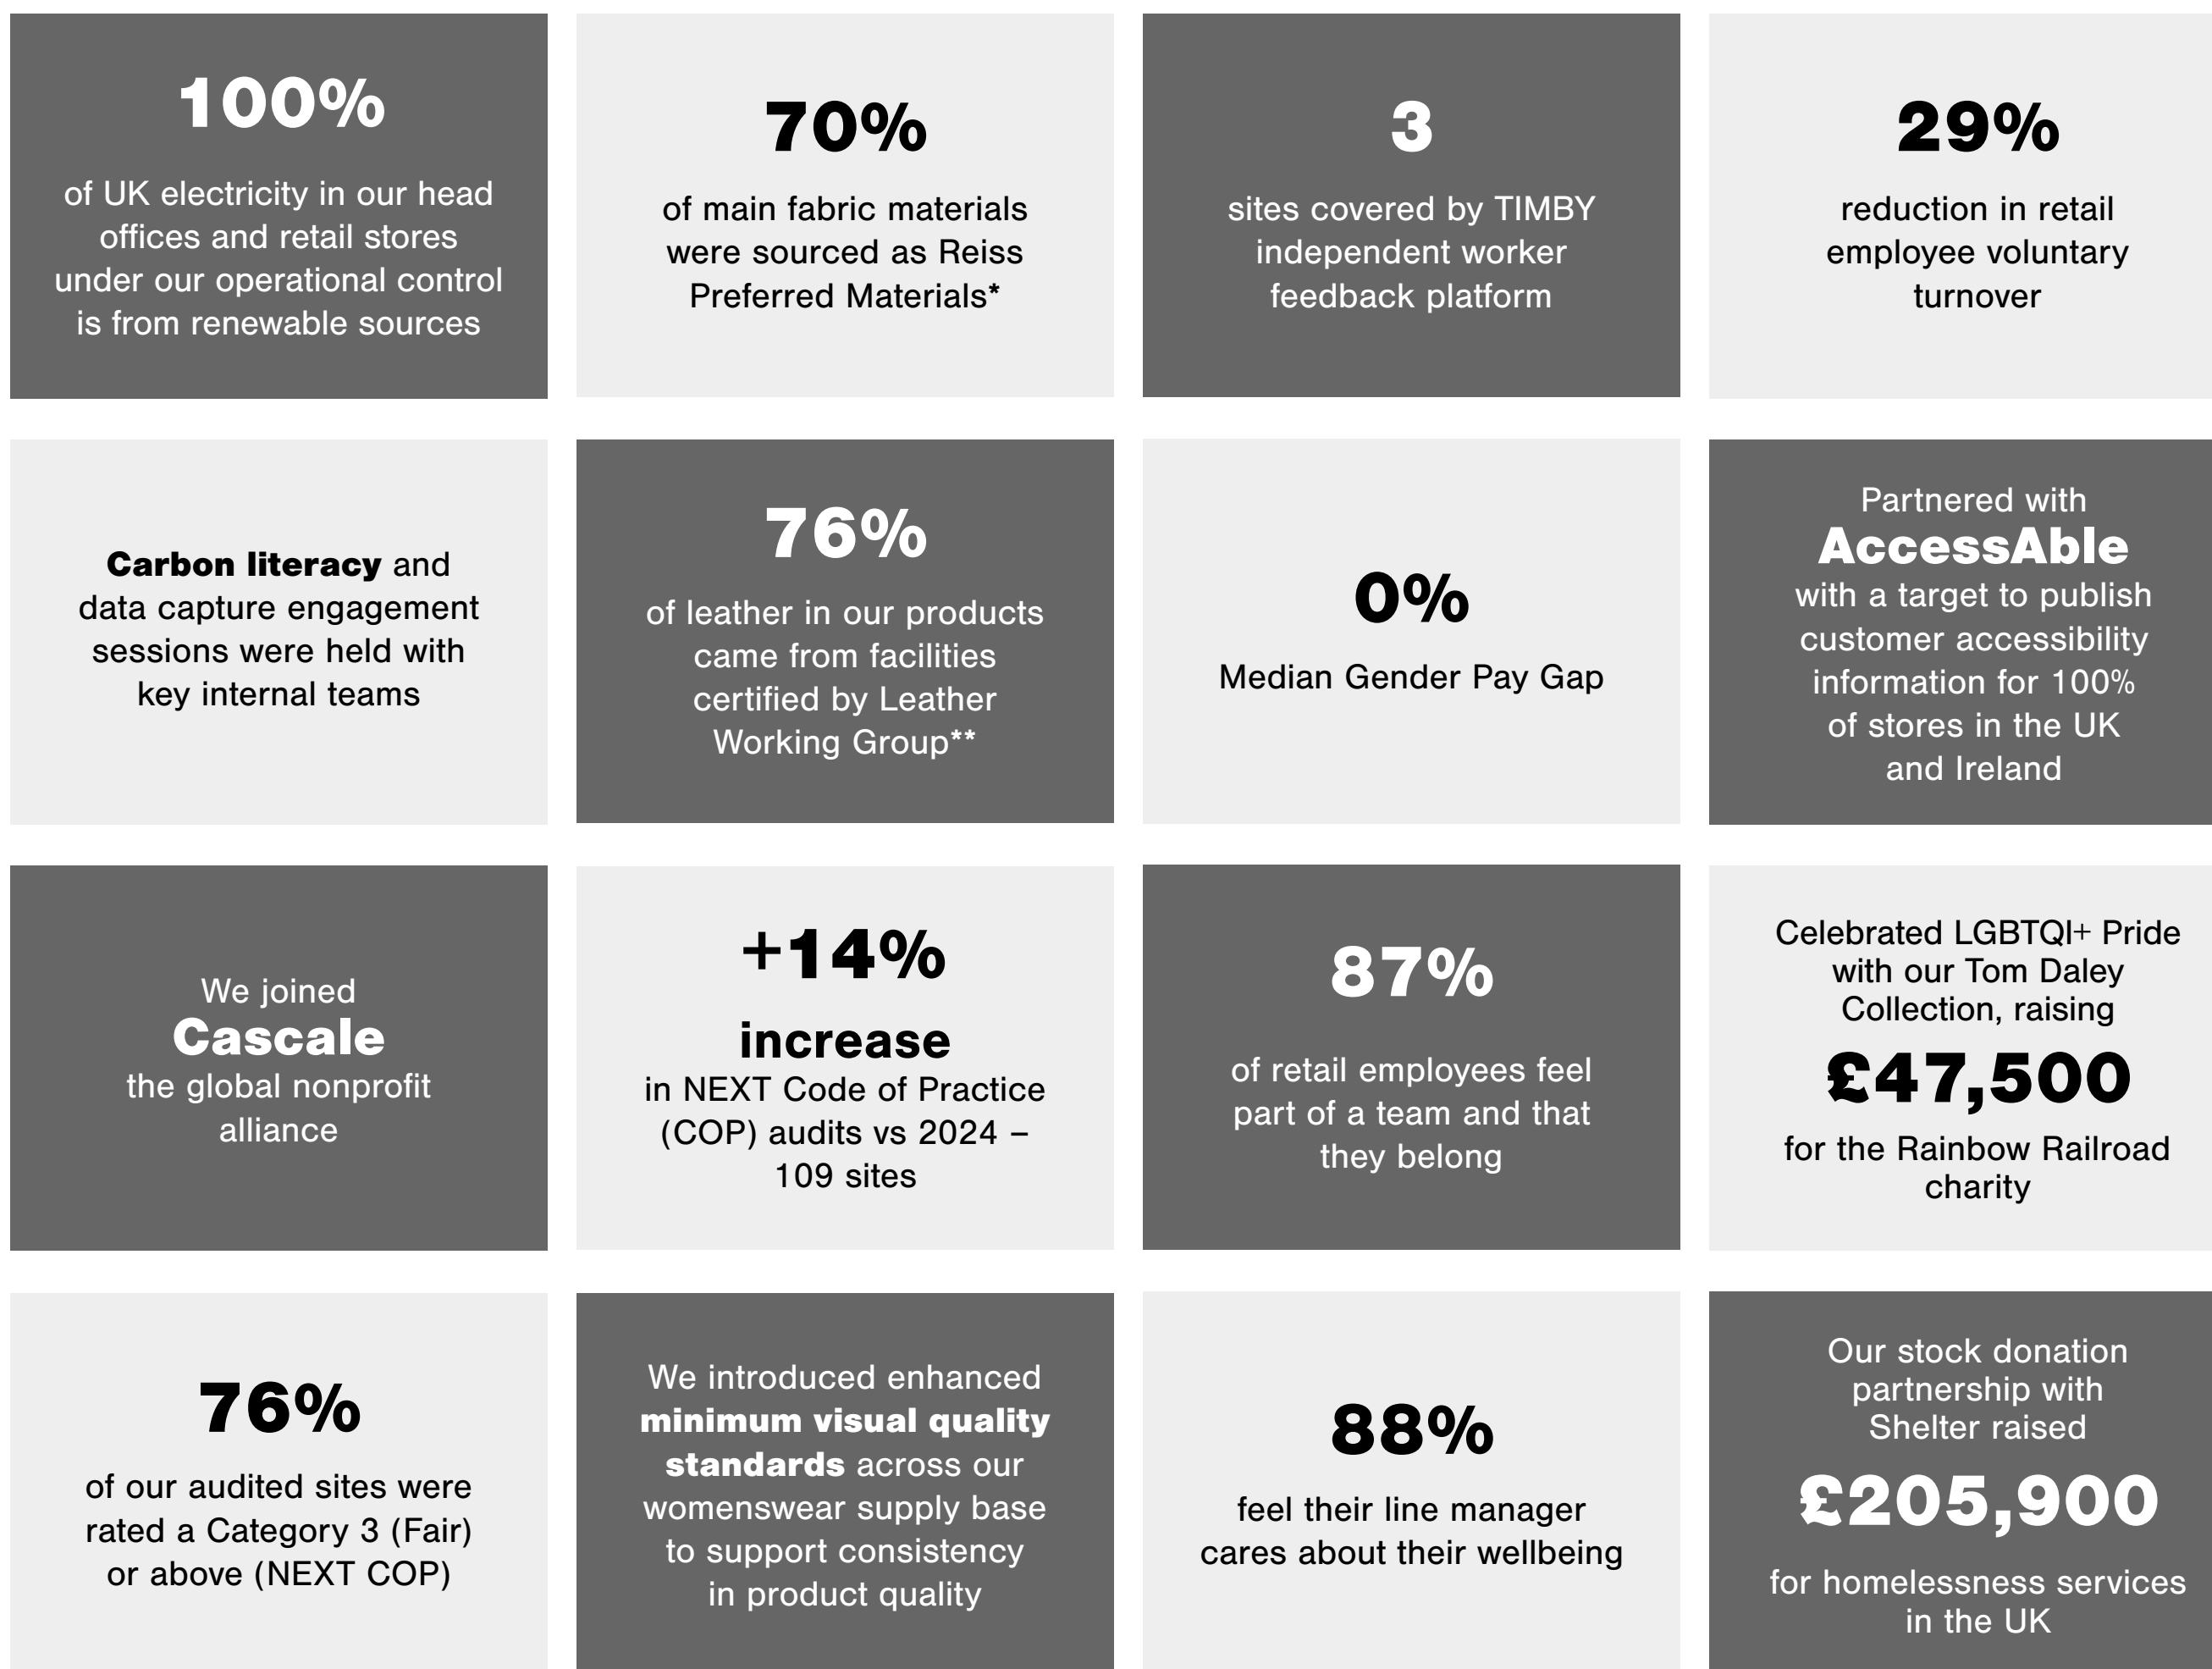 100%
of UK electricity in our head
offices and retail stores
under our operational control
is from renewable sources
70%
of main fabric materials
were sourced as Reiss
Preferred Materials*
3
sites covered by TIMBY
independent worker
feedback platform
29%
reduction in retail
employee voluntary
turnover
Carbon literacy and
data capture engagement
sessions were held with
key internal teams
76%
of leather in our products
came from facilities
certified by Leather
Working Group**
0%
Median Gender Pay Gap
Partnered with
AccessAble
with a target to publish
customer accessibility
information for 100%
of stores in the UK
and Ireland
We joined
Cascale
the global nonprofit
alliance
+14%
increase
in NEXT Code of Practice
(COP) audits vs 2024 –
109 sites
87%
of retail employees feel
part of a team and that
they belong
Celebrated LGBTQI+ Pride
with our Tom Daley
Collection, raising
£47,500
for the Rainbow Railroad
charity
76%
of our audited sites were
rated a Category 3 (Fair)
or above (NEXT COP)
We introduced enhanced
minimum visual quality
standards across our
womenswear supply base
to support consistency
in product quality
88%
feel their line manager
cares about their wellbeing
Our stock donation
partnership with
Shelter raised
£205,900
for homelessness services
in the UK